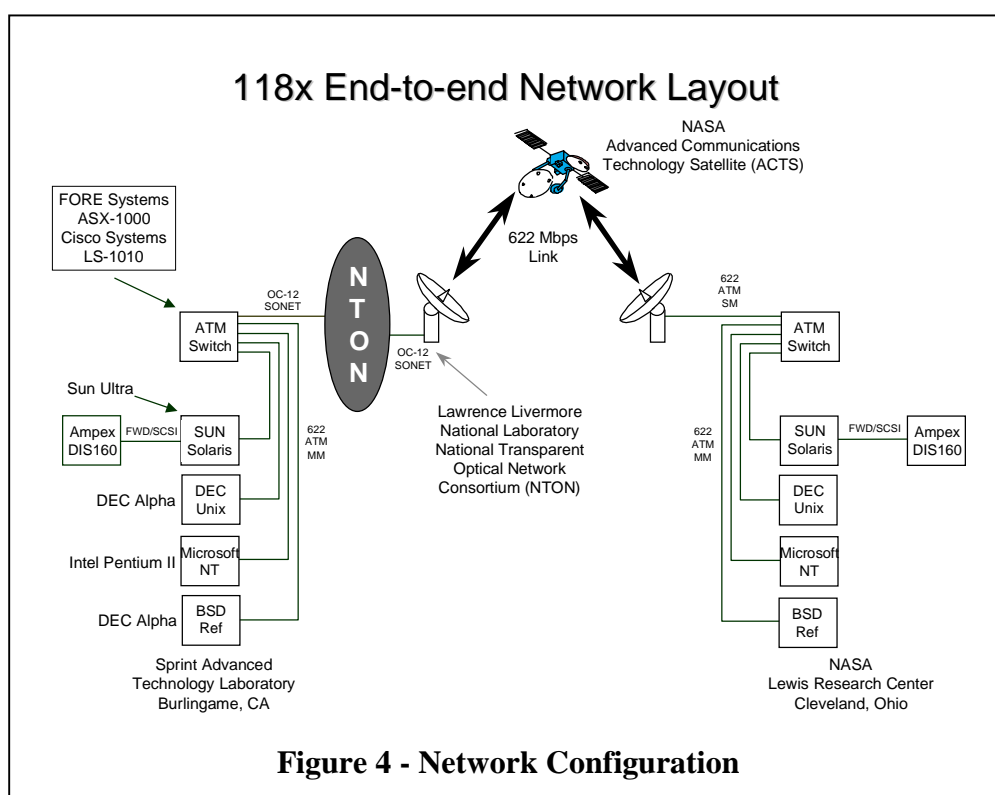 118x End-to-end Network Layout
NASA
Advanced Communications
Technology Satellite (ACTS)
FORE Systems
ASX-1000
Cisco Systems
LS-1010
622 Mbps
Link
N
T
O
N
OC-12
SONET
OC-12
SONET
622
ATM
SM
ATM
Switch
ATM
Switch
Sun Ultra
Lawrence Livermore
National Laboratory
National Transparent
Optical Network
Consortium (NTON)
Ampex
DIS160
FWD/SCSI
SUN
Solaris
622
ATM
MM
622
ATM
MM
SUN
Solaris
FWD/SCSI
Ampex
DIS160
DEC Alpha
DEC
Unix
DEC
Unix
Intel Pentium II
Microsoft
NT
Microsoft
NT
DEC Alpha
BSD
Ref
BSD
Ref
Sprint Advanced
Technology Laboratory
Burlingame, CA
NASA
Lewis Research Center
Cleveland, Ohio
Figure 4 - Network Configuration